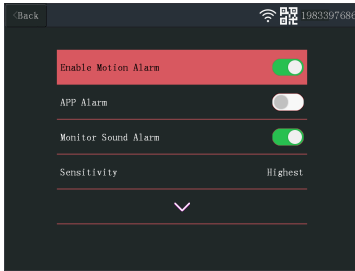 <Back
1983397686
Enable Motion Alarm
APP Alarm
Monitor Sound Alarm
Sensitivity Highest